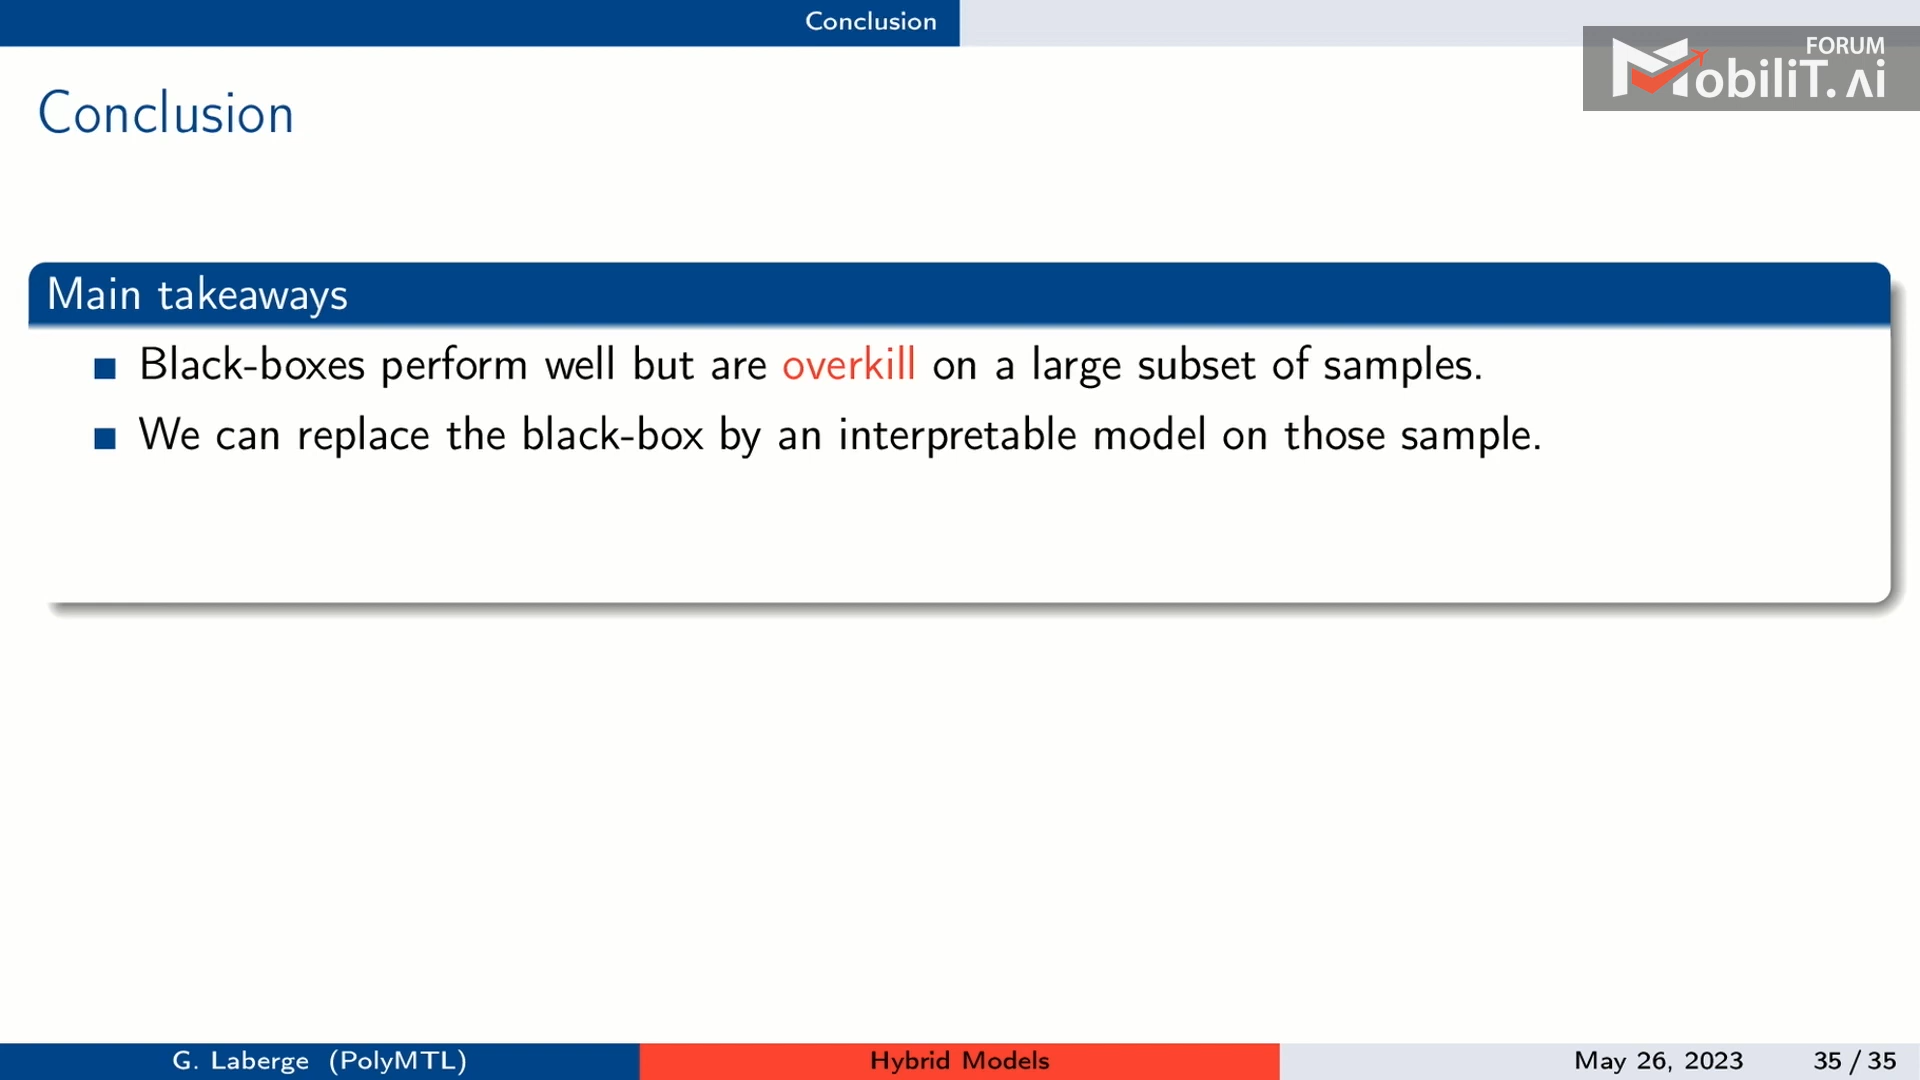 Conclusion
FORUM
MobiliT.Ai
Conclusion
Main takeaways
Black-boxes perform well but are overkill on a large subset of samples.
We can replace the black-box by an interpretable model on those sample.
G. Laberge (PolyMTL)
Hybrid Models
May 26, 2023
35 / 35